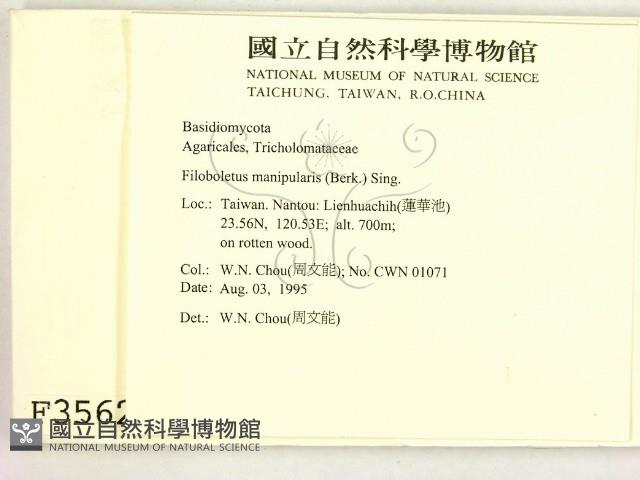 國立自然科學博物館
NATIONAL MUSEUM OF NATURAL SCIENCE
TAICHUNG, TAIWAN, R.O.CHINA
Basidiomycota
Agaricales, Tricholomataceae
Filoboletus manipularis (Berk.) Sing.
Loc.: Taiwan. Nantou: Lienhuachih(蓮華池)
23.56N, 120.53E; alt. 700m;
on rotten wood.
Col.: W.N. Chou(周文能); No. CWN 01071
Date: Aug. 03, 1995
Det.: W.N. Chou(周文能)
F3562
國立自然科學博物館
NATIONAL MUSEUM OF NATURAL SCIENCE